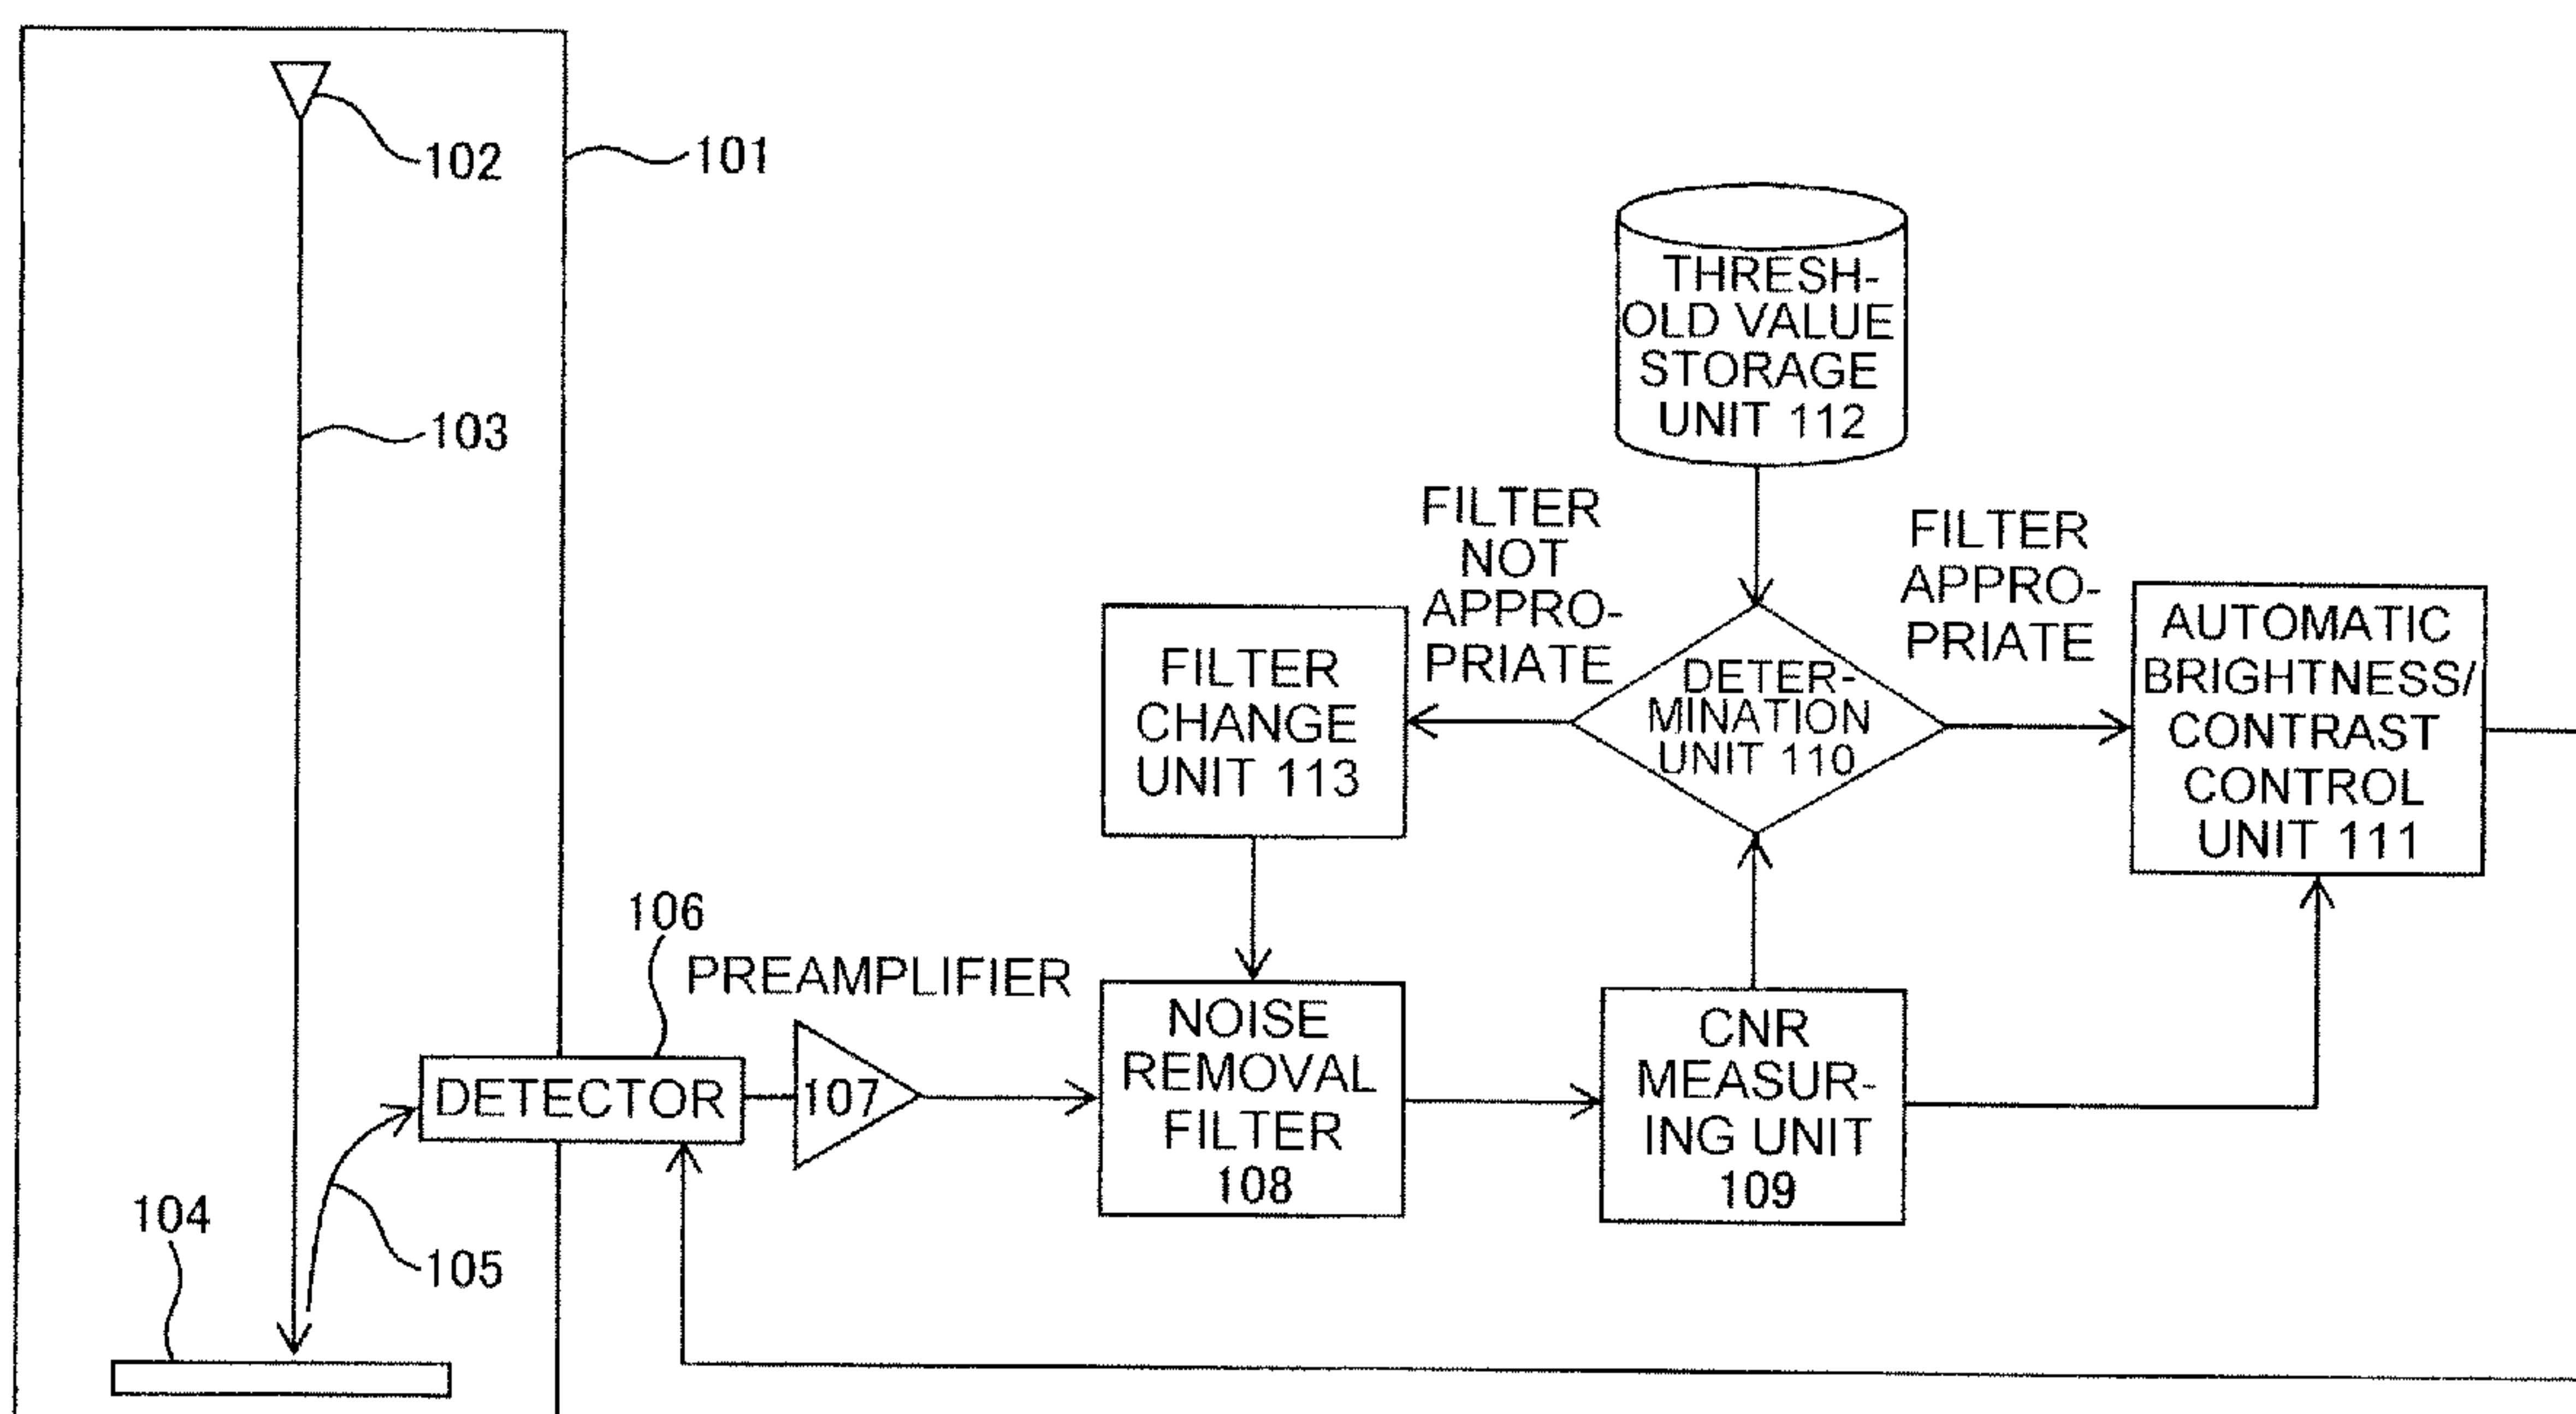 102
101
103
THRESH-
OLD VALUE
STORAGE
UNIT 112
FILTER
NOT
APPRO-
PRIATE
FILTER
APPRO-
PRIATE
FILTER
CHANGE
UNIT 113
DETER-
MINATION
UNIT 110
AUTOMATIC
BRIGHTNESS/
CONTRAST
CONTROL
UNIT 111
106
PREAMPLIFIER
DETECTOR
107
NOISE
REMOVAL
FILTER
108
CNR
MEASUR-
ING UNIT
109
104
105